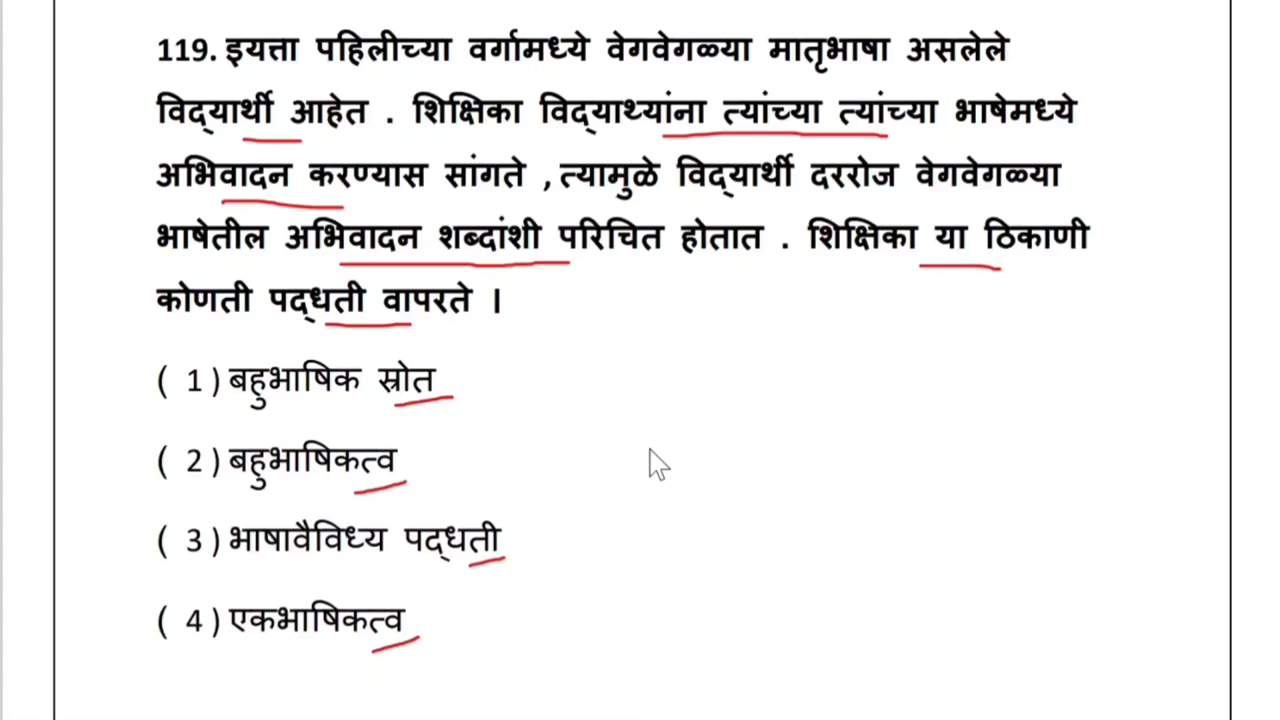 119. इयत्ता पहिलीच्या वर्गामध्ये वेगवेगळ्या मातृभाषा असलेले
विद्‌यार्थी आहेत . शिक्षिका विद्‌यार्थ्यांना त्यांच्या त्यांच्या भाषेमध्ये
अभिवादन करण्यास सांगते ,त्यामुळे विद्‌यार्थी दररोज वेगवेगळ्या
भाषेतील अभिवादन शब्दांशी परिचित होतात . शिक्षिका या ठिकाणी
कोणती पद्‌धती वापरते ।
( 1 ) बहुभाषिक स्रोत
( 2 ) बहुभाषिकत्व
( 3 ) भाषावैविध्य पद्‌धती
( 4 ) एकभाषिकत्व